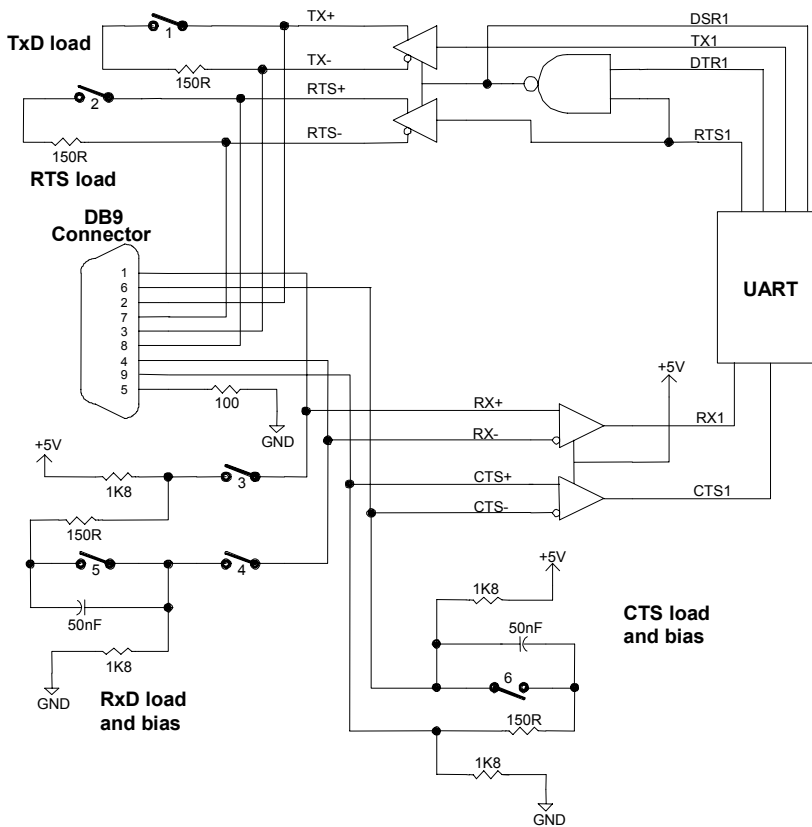 TX+
DSR1
1
TX1
TxD load
TX-
DTR1
150R
RTS+
2
RTS-
RTS1
150R
RTS load
DB9
Connector
1
6
2
7
3
8
4
9
5
100
GND
UART
+5V
RX+
RX1
RX-
CTS+
CTS1
CTS-
+5V
1K8
3
150R
5
4
50nF
1K8
GND
RxD load
and bias
+5V
1K8
CTS load
and bias
50nF
6
150R
1K8
GND